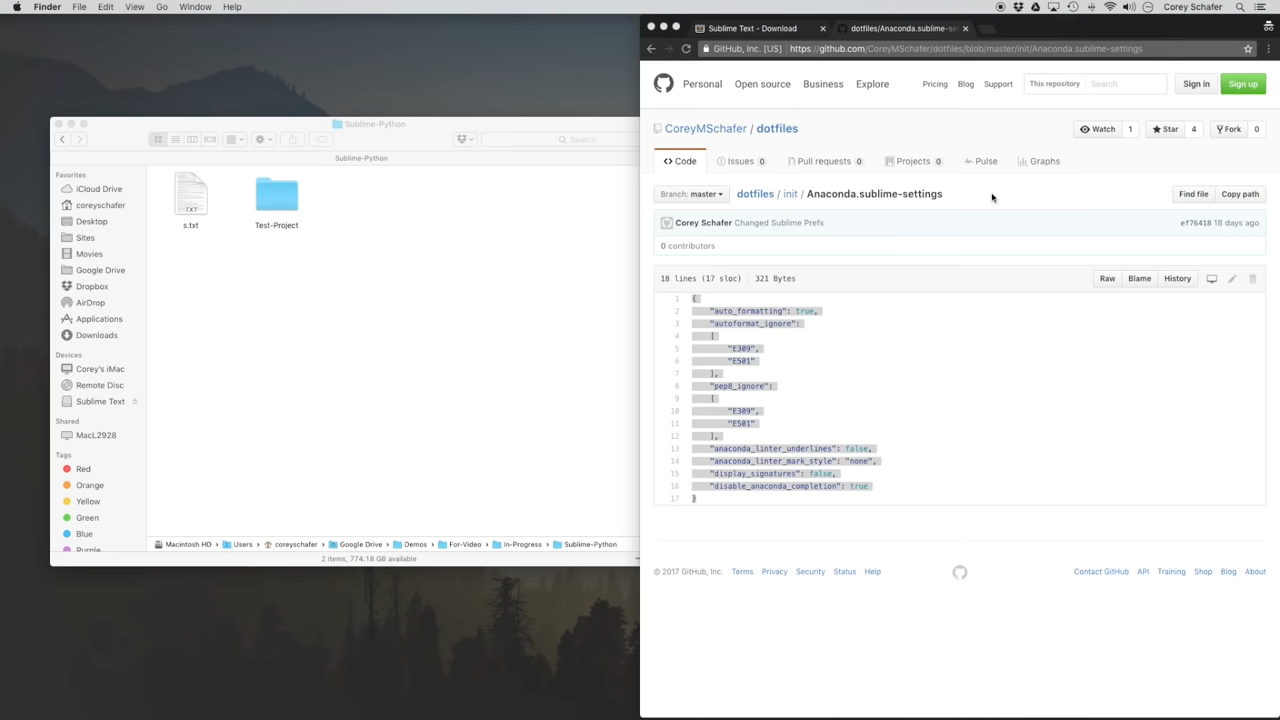 Finder File Edit View Go Window Help
Corey Schafer
Sublime-Python
Search
Sublime-Python
Favorites
iCloud Drive
coreyschafer
Desktop
Sites
Movies
Google Drive
Dropbox
AirDrop
Applications
Downloads
Devices
Corey's iMac
Remote Disc
Sublime Text
Shared
MacL2928
Tags
Red
Orange
Yellow
Green
Blue
Purple
TXT
s.txt
Test-Project
Macintosh HD Users coreyschafer Google Drive Demos For-Video In-Progress Sublime-Python
2 items, 774.18 GB available
Sublime Text - Download
dotfiles/Anaconda.sublime-se
GitHub, Inc. [US] https://github.com/CoreyMSchafer/dotfiles/blob/master/init/Anaconda.sublime-settings
Personal Open source Business Explore
Pricing Blog Support
This repository Search
Sign in Sign up
CoreyMSchafer / dotfiles
Watch 1 Star 4 Fork 0
Code Issues 0 Pull requests 0 Projects 0 Pulse Graphs
Branch: master
dotfiles / init / Anaconda.sublime-settings
Find file Copy path
Corey Schafer Changed Sublime Prefs
ef76418 18 days ago
0 contributors
18 lines (17 sloc) 321 Bytes
Raw Blame History
1 {
2 "auto_formatting": true,
3 "autoformat_ignore":
4 [
5 "E309",
6 "E501"
7 ],
8 "pep8_ignore":
9 [
10 "E309",
11 "E501"
12 ],
13 "anaconda_linter_underlines": false,
14 "anaconda_linter_mark_style": "none",
15 "display_signatures": false,
16 "disable_anaconda_completion": true
17 }
© 2017 GitHub, Inc. Terms Privacy Security Status Help
Contact GitHub API Training Shop Blog About